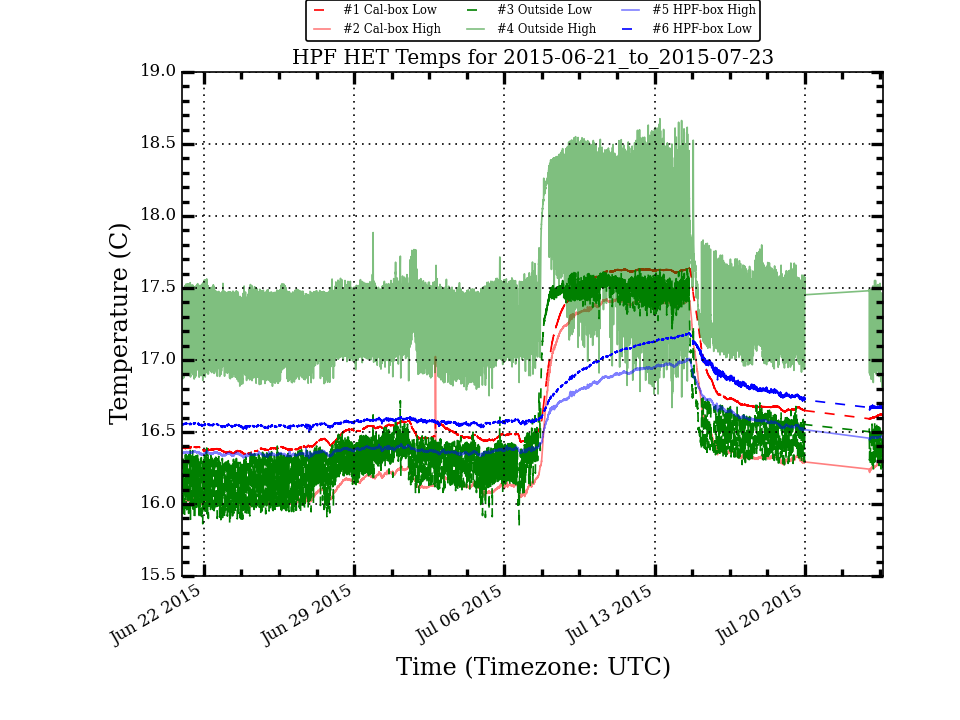 #1 Cal-box Low #3 Outside Low #5 HPF-box High
#2 Cal-box High #4 Outside High #6 HPF-box Low
HPF HET Temps for 2015-06-21_to_2015-07-23
19.0
18.5
18.0
17.5
17.0
16.5
16.0
15.5
Temperature (C)
Jun 22 2015 Jun 29 2015 Jul 06 2015 Jul 13 2015 Jul 20 2015
Time (Timezone: UTC)